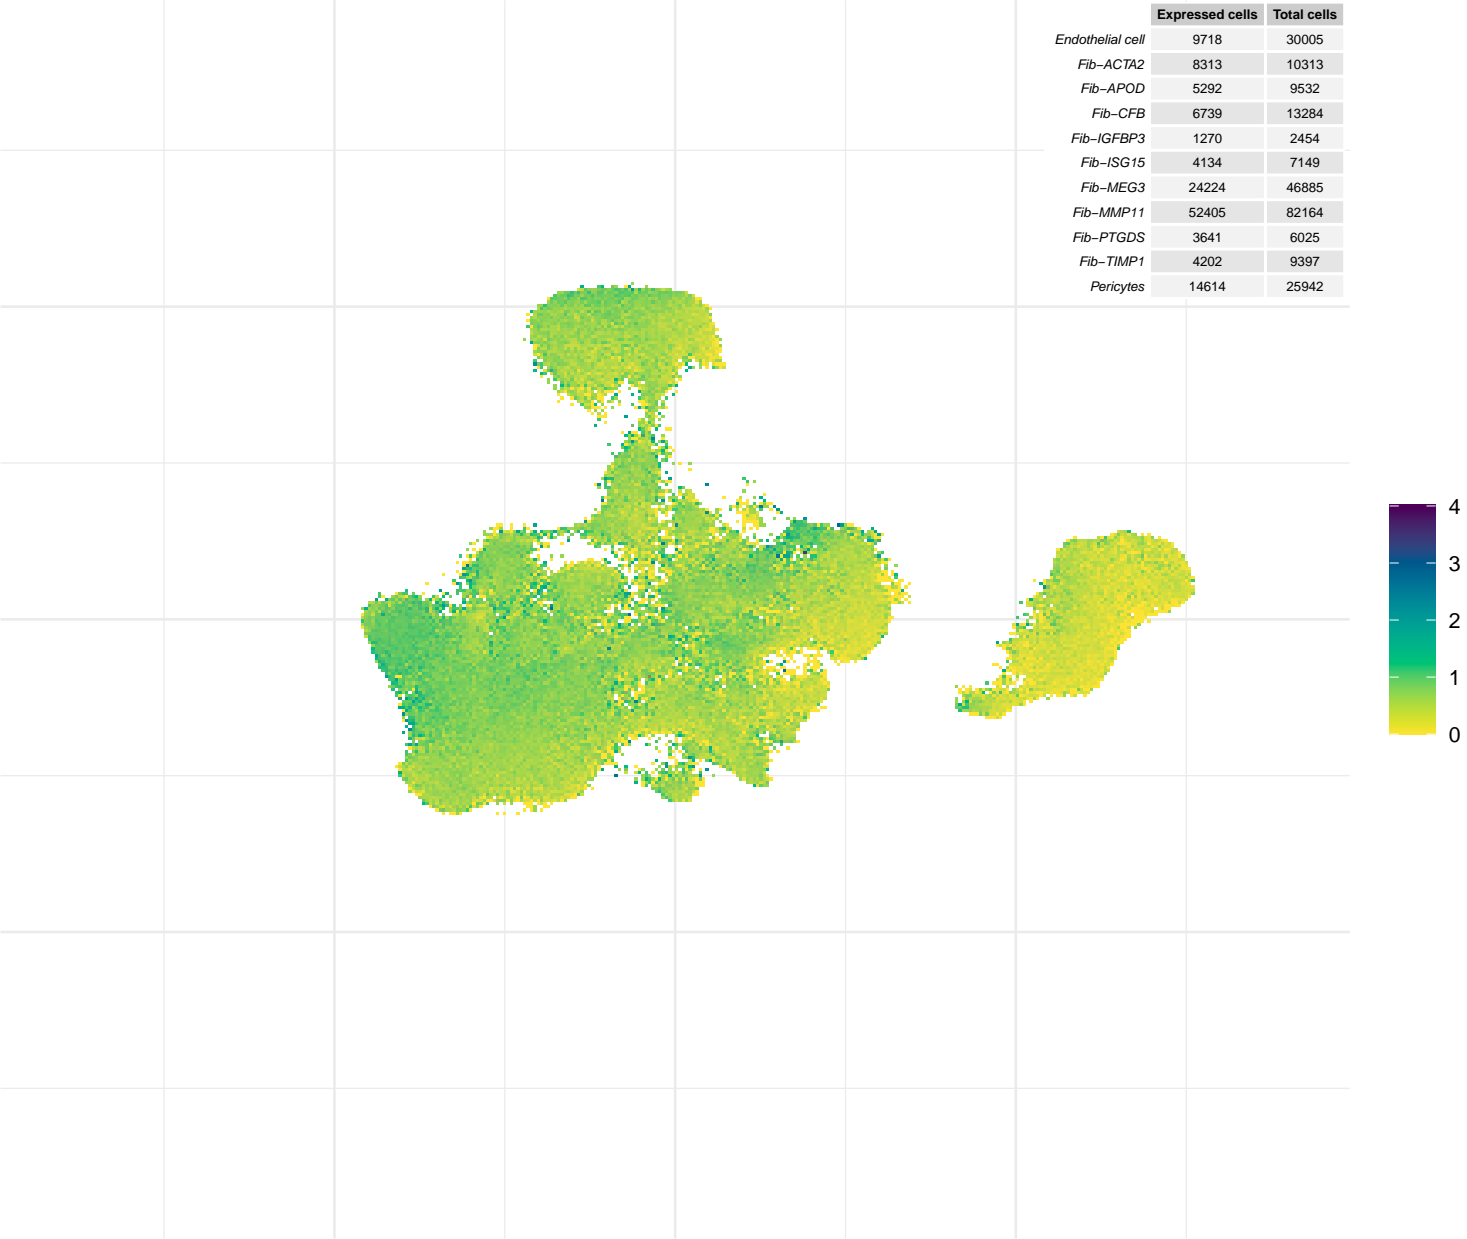 Expressed cells Total cells
Endothelial cell 9718 30005
Fib−ACTA2 8313 10313
Fib−APOD 5292 9532
Fib−CFB 6739 13284
Fib−IGFBP3 1270 2454
Fib−ISG15 4134 7149
Fib−MEG3 24224 46885
Fib−MMP11 52405 82164
Fib−PTGDS 3641 6025
Fib−TIMP1 4202 9397
Pericytes 14614 25942
4
3
2
1
0